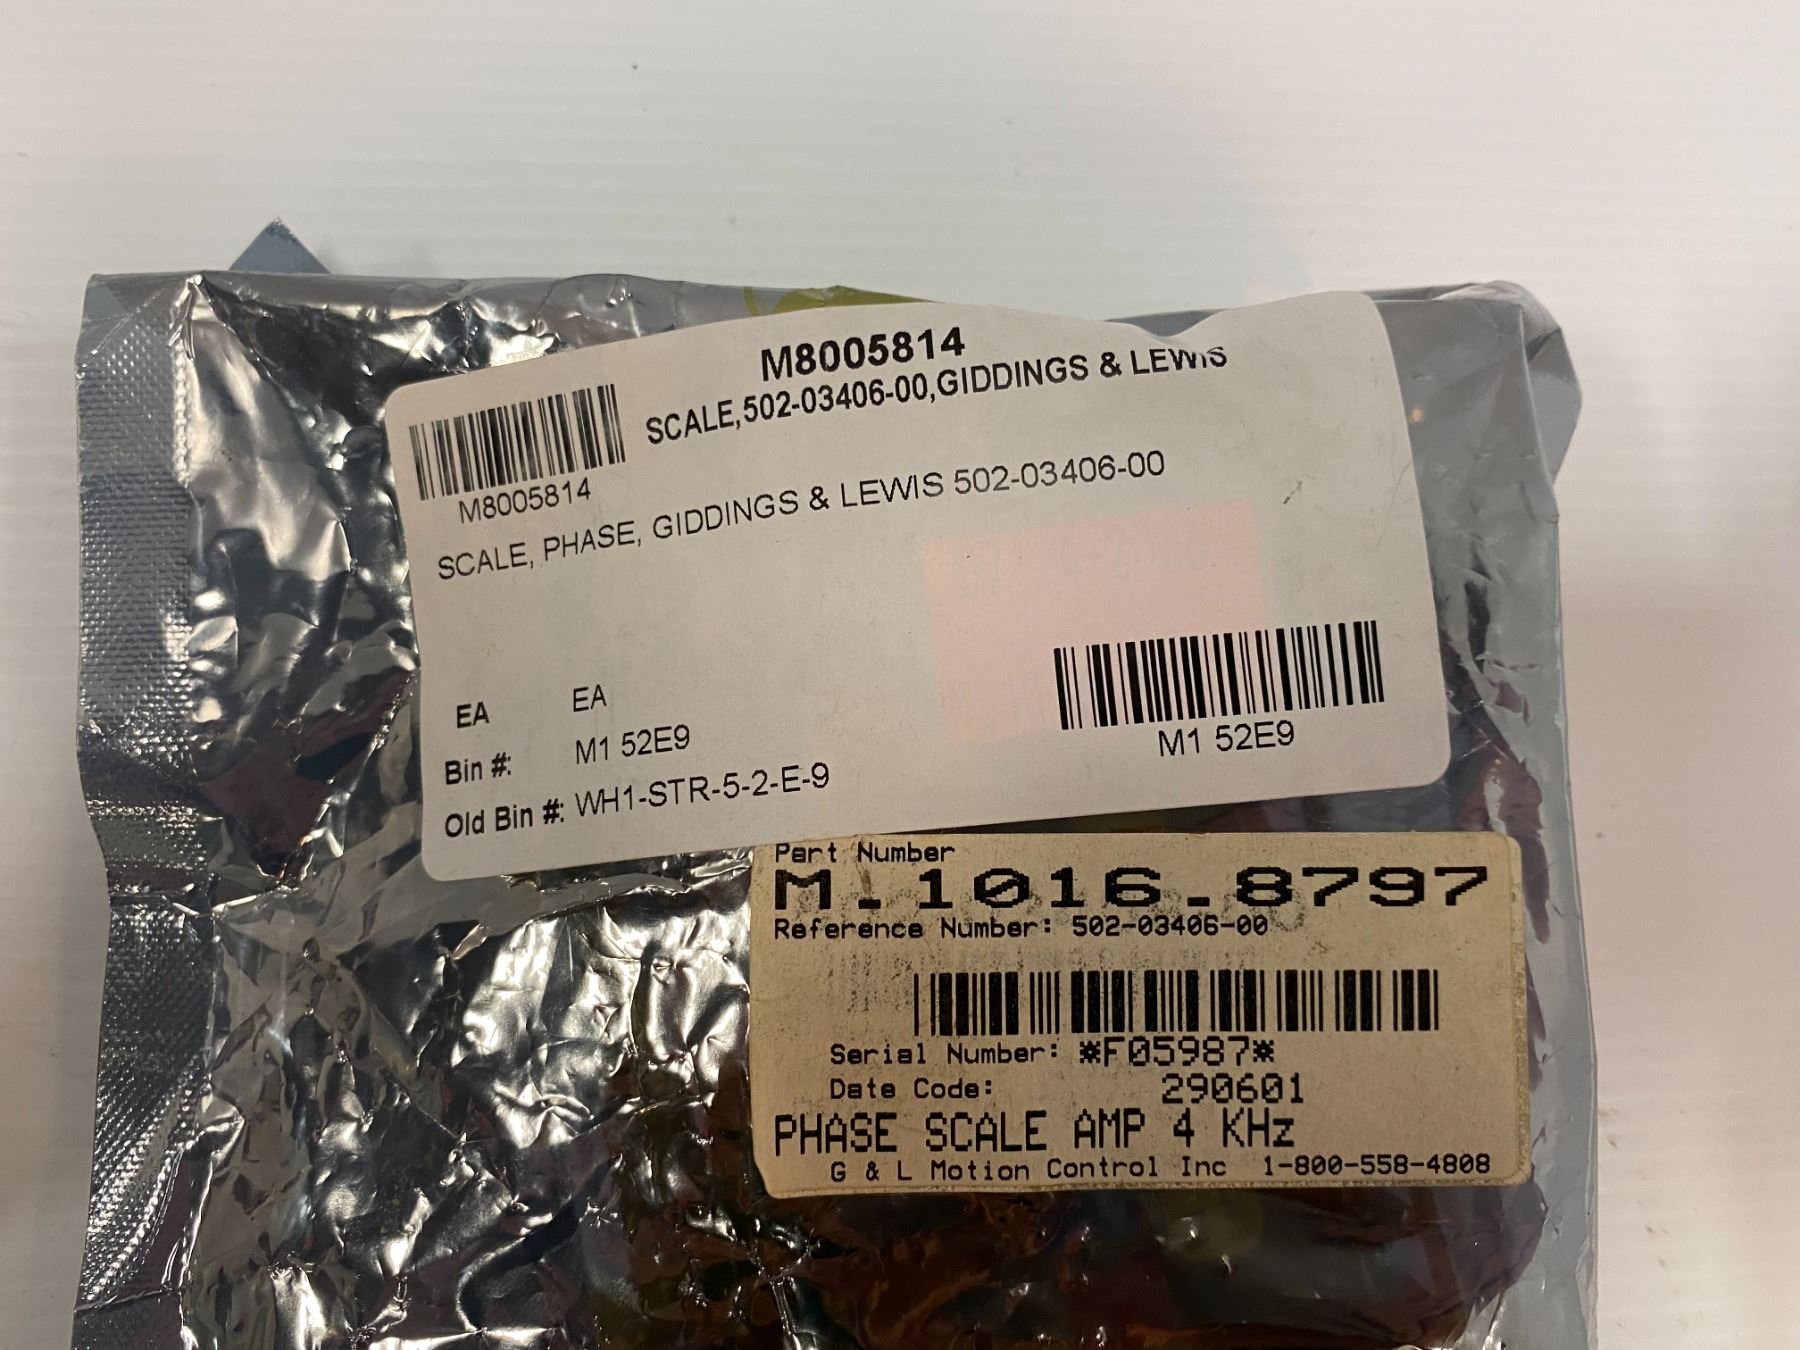 M8005814
SCALE,502-03406-00,GIDDINGS & LEWIS
M8005814
SCALE, PHASE, GIDDINGS & LEWIS 502-03406-00
EA EA
Bin #: M1 52E9
M1 52E9
Old Bin #: WH1-STR-5-2-E-9
Part Number
M.1016.8797
Reference Number: 502-03406-00
Serial Number: *F05987*
Date Code: 290601
PHASE SCALE AMP 4 KHz
G & L Motion Control Inc 1-800-558-4808